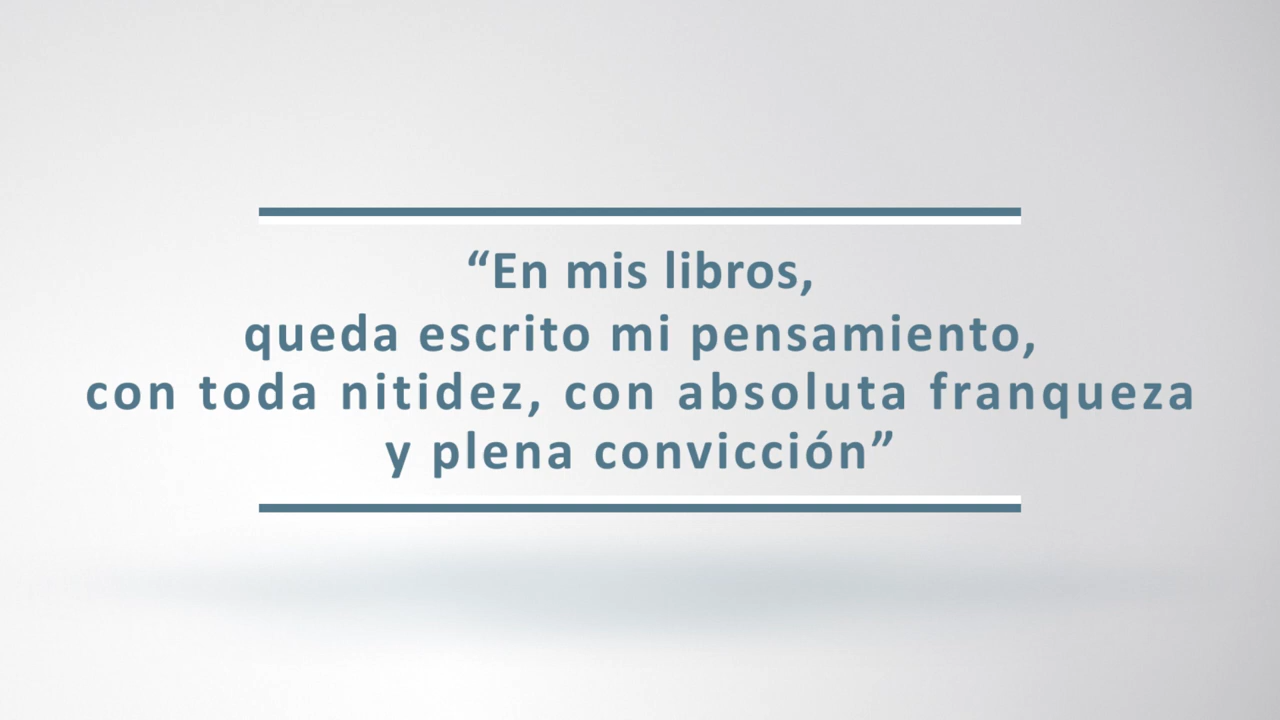 “En mis libros,
queda escrito mi pensamiento,
con toda nitidez, con absoluta franqueza
y plena convicción”